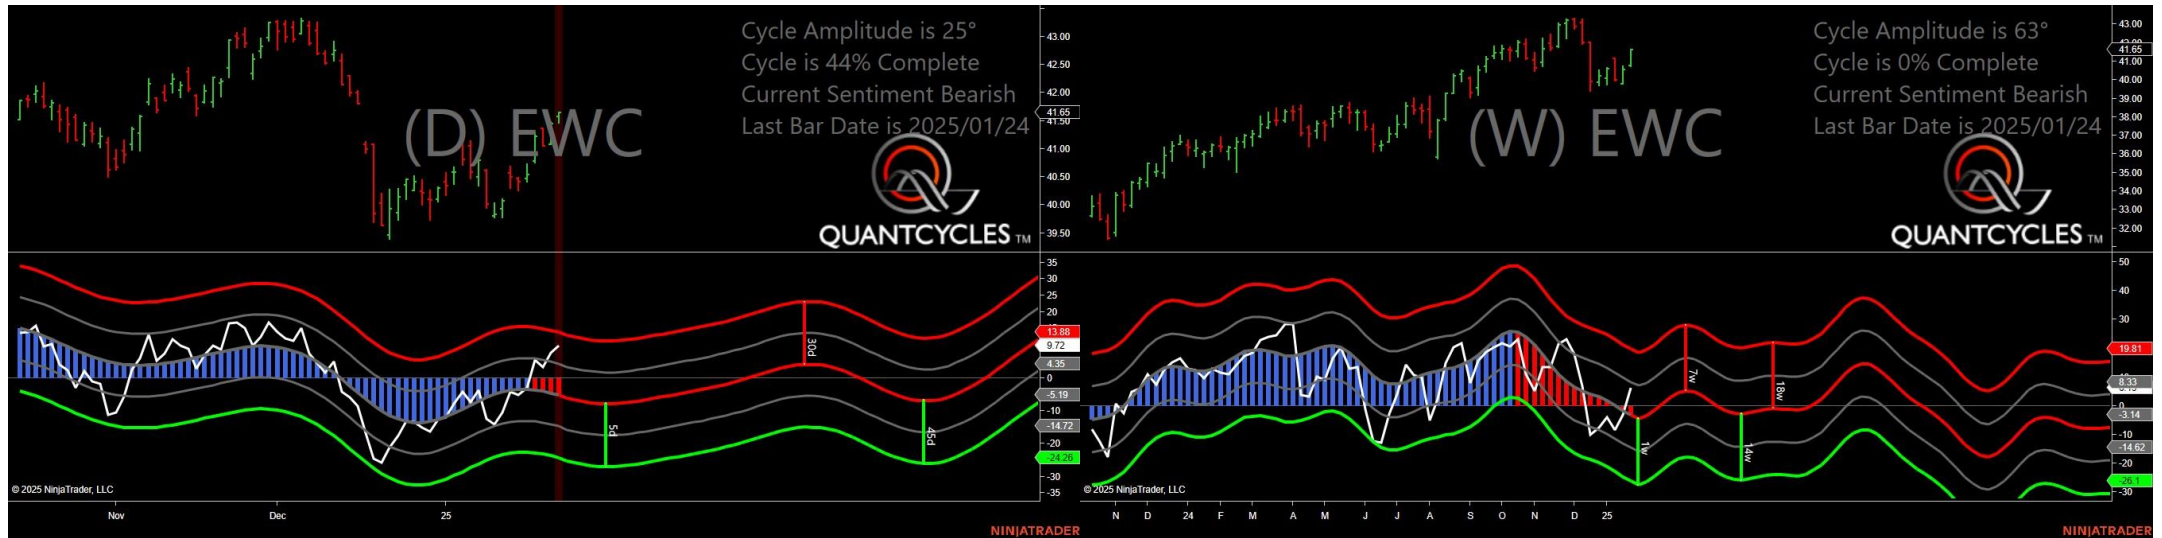 Cycle Amplitude is 25°
Cycle is 44% Complete
Current Sentiment Bearish
Last Bar Date is 2025/01/24
(D) EWC
QUANTCYCLES TM
43.00
42.50
42.00
41.65
41.50
41.00
40.50
40.00
39.50
35
30
25
20
13.88
9.72
4.35
0
-5.19
-10
-14.72
-20
-24.26
-30
-35
5d
30d
45d
© 2025 NinjaTrader, LLC
Nov
Dec
25
NINJATRADER
Cycle Amplitude is 63°
Cycle is 0% Complete
Current Sentiment Bearish
Last Bar Date is 2025/01/24
(W) EWC
QUANTCYCLES TM
43.00
41.65
41.00
40.00
39.00
38.00
37.00
36.00
35.00
34.00
33.00
32.00
50
40
30
19.81
8.33
0
-3.14
-10
-14.62
-20
-26.1
-30
1w
7w
14w
18w
© 2025 NinjaTrader, LLC
N D 24 F M A M J J A S O N D 25
NINJATRADER